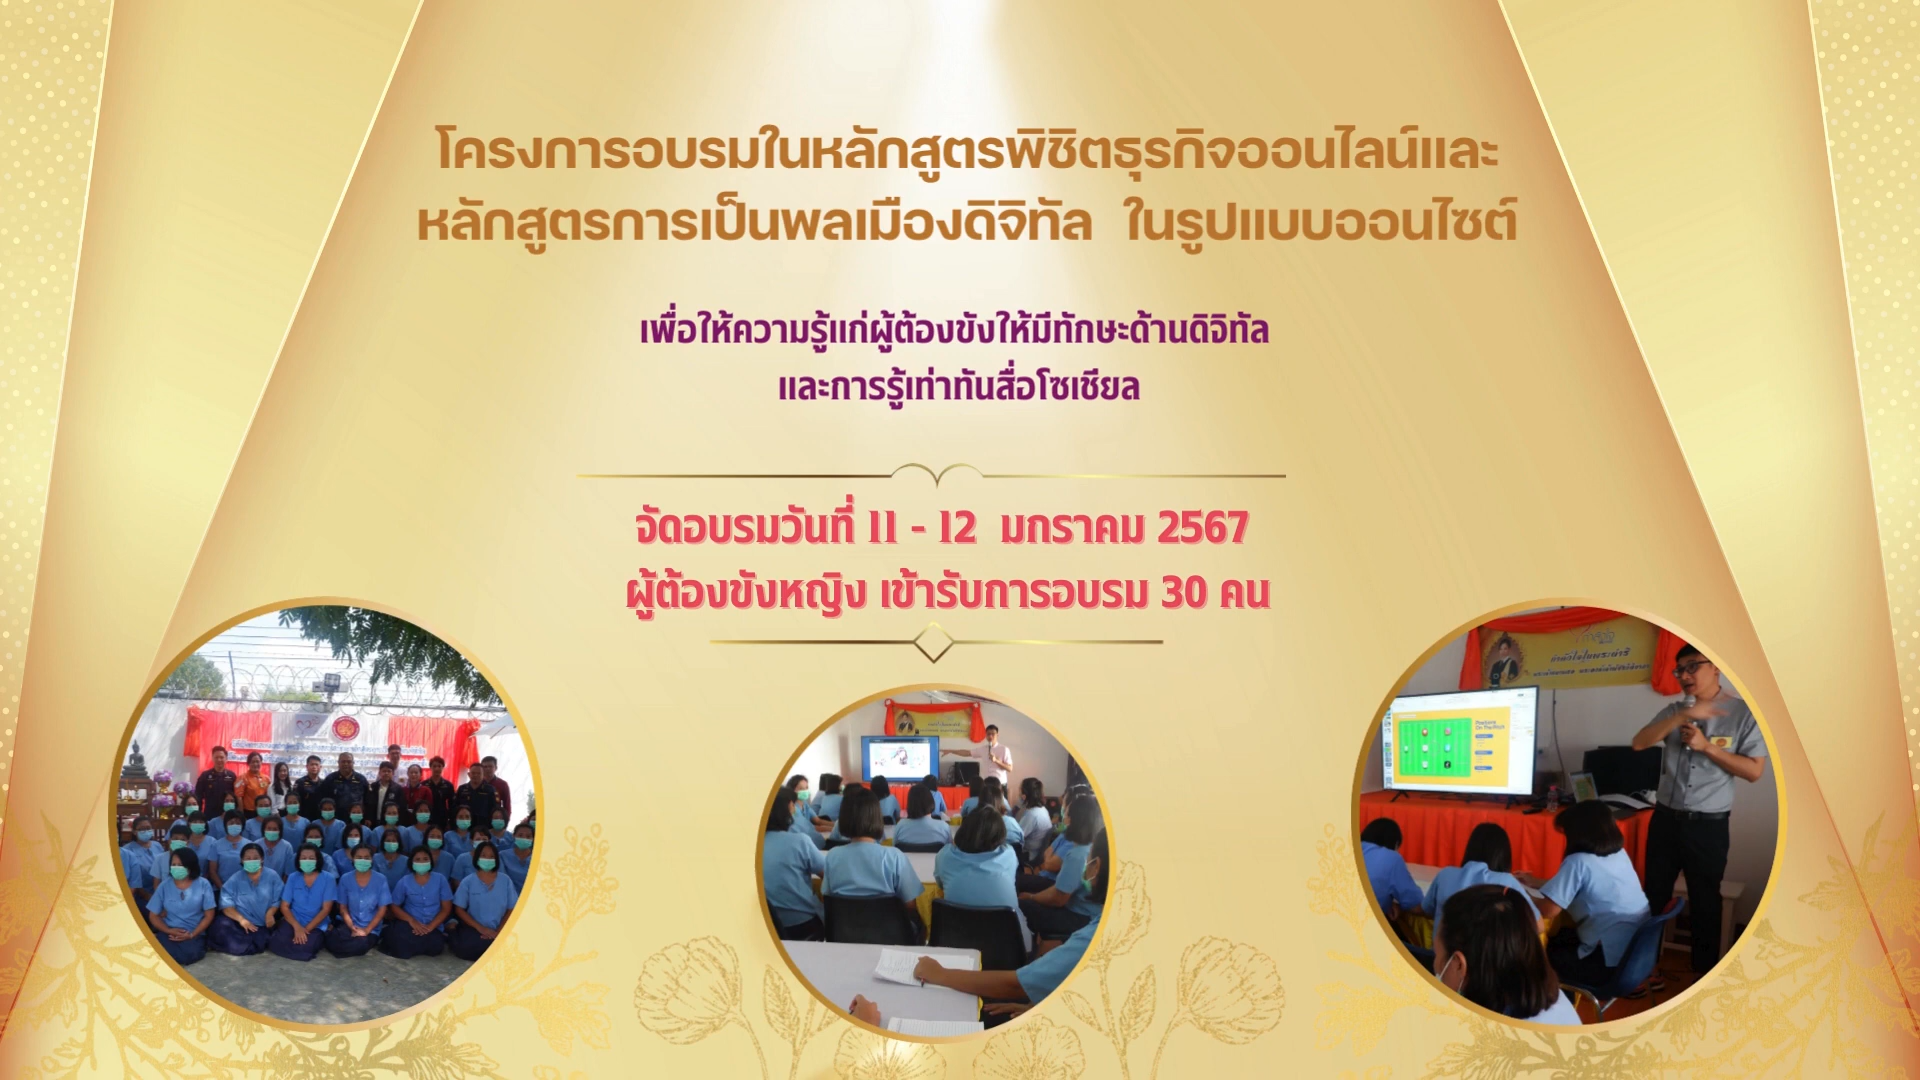 โครงการอบรมในหลักสูตรพิชิตธุรกิจออนไลน์และ
หลักสูตรการเป็นพลเมืองดิจิทัล ในรูปแบบออนไซต์
เพื่อให้ความรู้แก่ผู้ต้องขังให้มีทักษะด้านดิจิทัล
และการรู้เท่าทันสื่อโซเชียล
จัดอบรมวันที่ 11 - 12 มกราคม 2567
ผู้ต้องขังหญิง เข้ารับการอบรม 30 คน